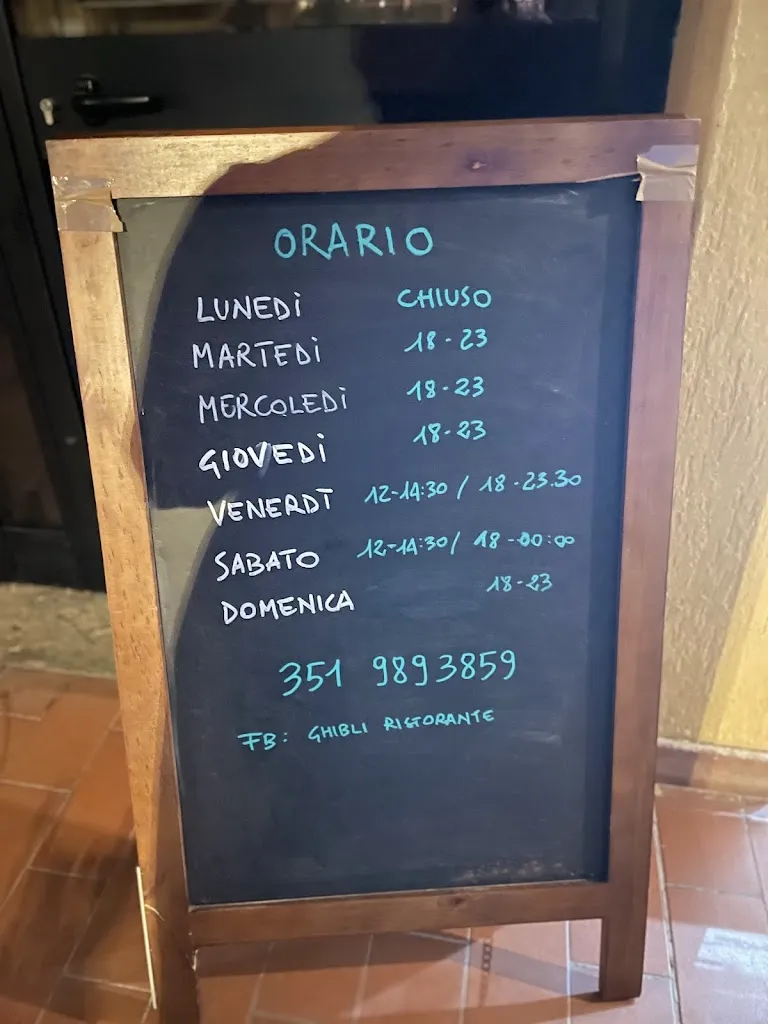 ORARIO
LUNEDì CHIUSO
MARTEDì 18-23
MERCOLEDì 18-23
GIOVEDì 18-23
VENERDÌ 12-14:30 / 18-23.30
SABATO 12-14:30 / 18-00:00
DOMENICA 18-23
351 9893859
FB: GHIBLI RISTORANTE